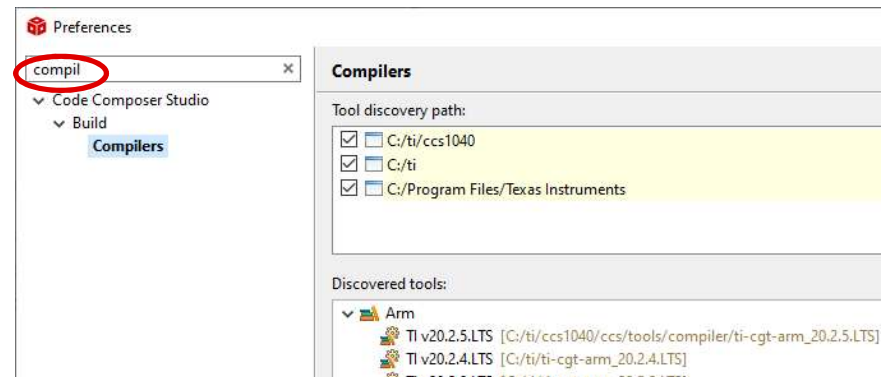 Preferences
compil
Code Composer Studio
Build
Compilers
Compilers
Tool discovery path:
C:/ti/ccs1040
C:/ti
C:/Program Files/Texas Instruments
Discovered tools:
Arm
TI v20.2.5.LTS [C:/ti/ccs1040/ccs/tools/compiler/ti-cgt-arm_20.2.5.LTS]
TI v20.2.4.LTS [C:/ti/ti-cgt-arm_20.2.4.LTS]